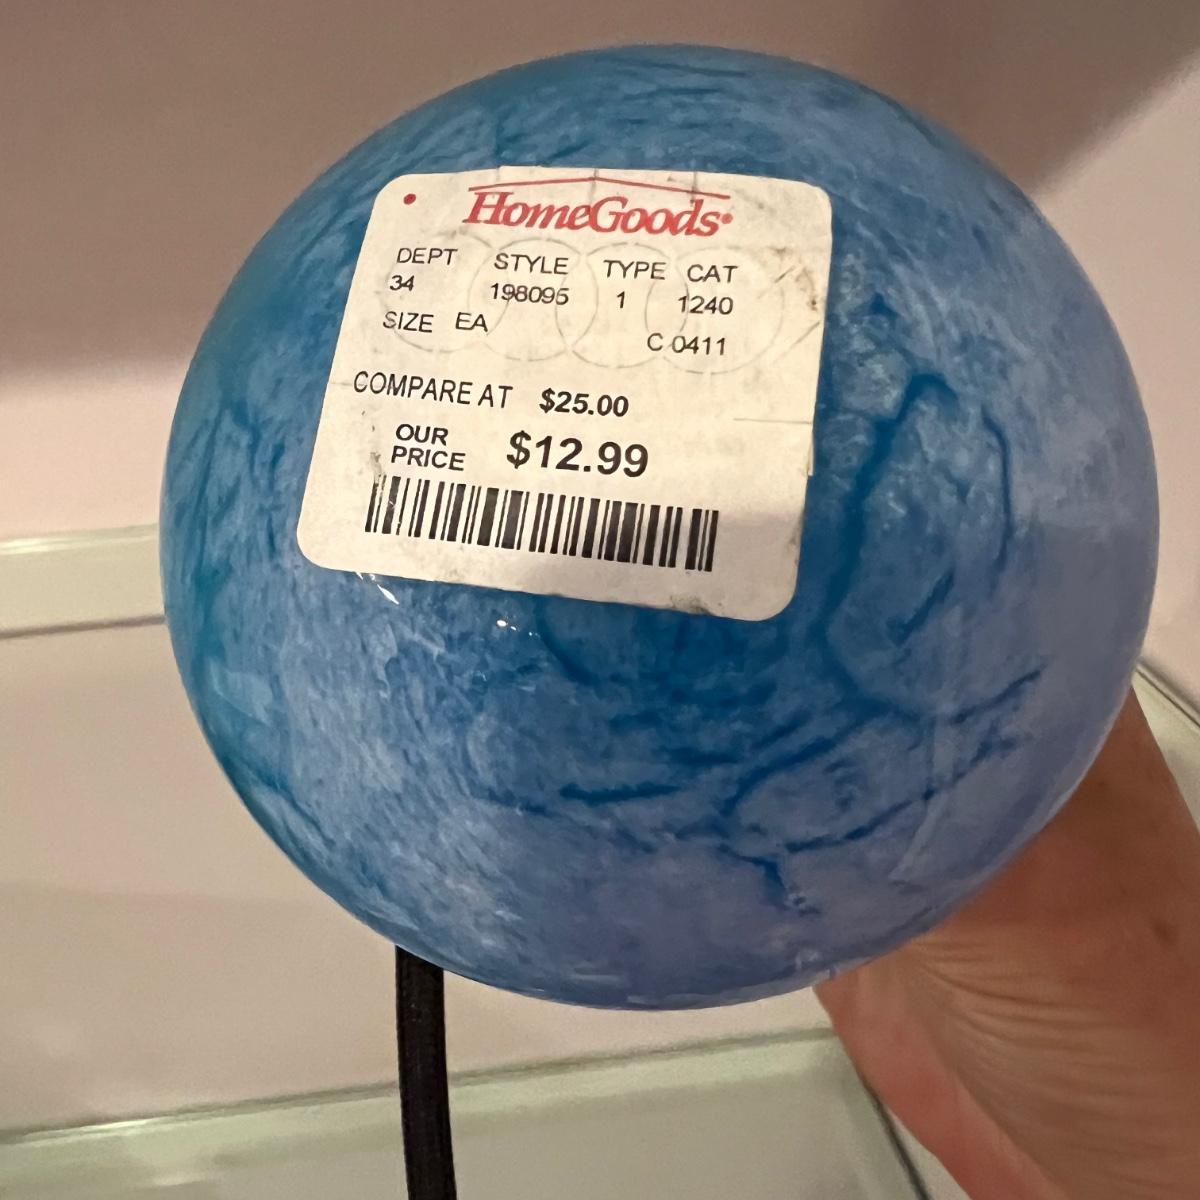 HomeGoods
DEPT STYLE TYPE CAT
34 198095 1 1240
SIZE EA
C 0411
COMPARE AT $25.00
OUR PRICE $12.99